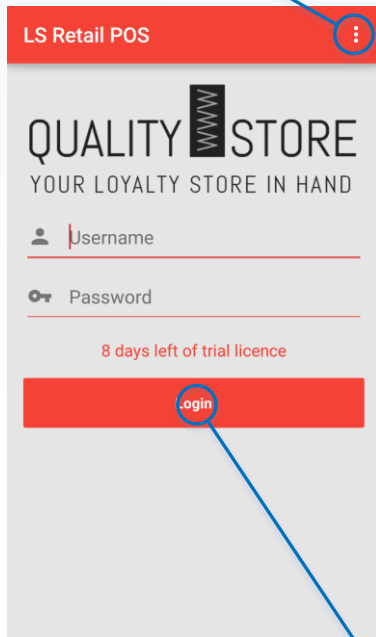 LS Retail POS
QUALITY STORE
YOUR LOYALTY STORE IN HAND
Username
Password
8 days left of trial licence
Login